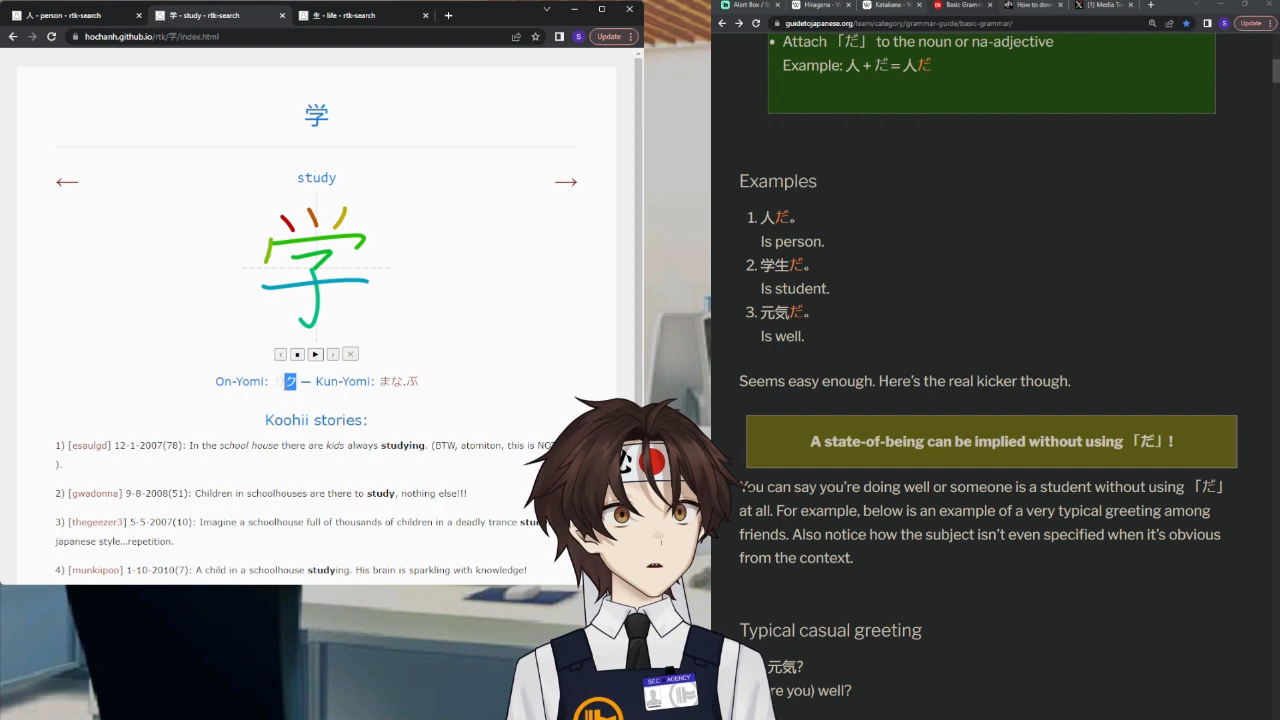 人 - person - rtk-search
学 - study - rtk-search
生 - life - rtk-search
hochanh.github.io/rtk/学/index.html
S
Update
学
←
study
→
On-Yomi: ガク — Kun-Yomi: まな.ぶ
Koohii stories:
1) [esaulgd] 12-1-2007(78): In the school house there are kids always studying. (BTW, atomiton, this is NO
).
2) [gwadonna] 9-8-2008(51): Children in schoolhouses are there to study, nothing else!!!
3) [thegeezer3] 5-5-2007(10): Imagine a schoolhouse full of thousands of children in a deadly trance stu
japanese style...repetition.
4) [munkiipoo] 1-10-2010(7): A child in a schoolhouse studying. His brain is sparkling with knowledge!
Alert Box / S
Hiragana - W
Katakana - W
Basic Gramm
How to dow
(1) Media Tw
guidetojapanese.org/learn/category/grammar-guide/basic-grammar/
S
Update
• Attach 「だ」 to the noun or na-adjective
Example: 人 + だ = 人だ
Examples
1. 人だ。
Is person.
2. 学生だ。
Is student.
3. 元気だ。
Is well.
Seems easy enough. Here’s the real kicker though.
A state-of-being can be implied without using 「だ」!
You can say you’re doing well or someone is a student without using 「だ」
at all. For example, below is an example of a very typical greeting among
friends. Also notice how the subject isn’t even specified when it’s obvious
from the context.
Typical casual greeting
元気?
re you) well?
SEC AGENCY